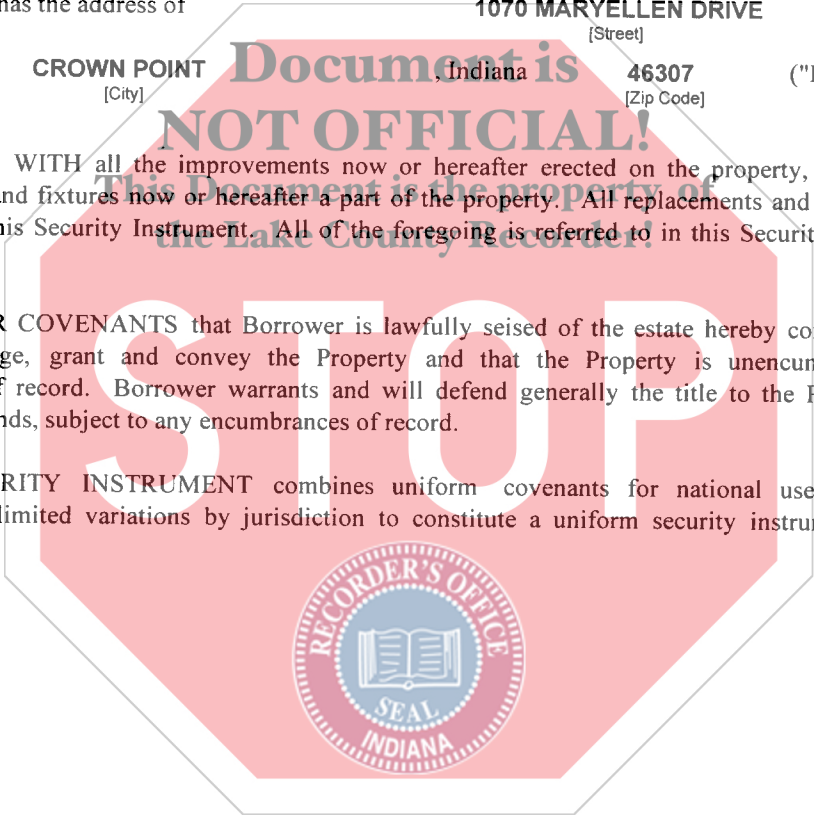 has the address of 1070 MARYELLEN DRIVE
[Street]
CROWN POINT , Indiana 46307 ("
[City] [Zip Code]
Document is
NOT OFFICIAL!
This Document is the property of
the Lake County Recorder!
WITH all the improvements now or hereafter erected on the property,
nd fixtures now or hereafter a part of the property. All replacements and
is Security Instrument. All of the foregoing is referred to in this Securit
R COVENANTS that Borrower is lawfully seised of the estate hereby co
ge, grant and convey the Property and that the Property is unencun
f record. Borrower warrants and will defend generally the title to the P
nds, subject to any encumbrances of record.
RITY INSTRUMENT combines uniform covenants for national use
limited variations by jurisdiction to constitute a uniform security instru
STOP
RECORDER'S OFFICE
SEAL
INDIANA